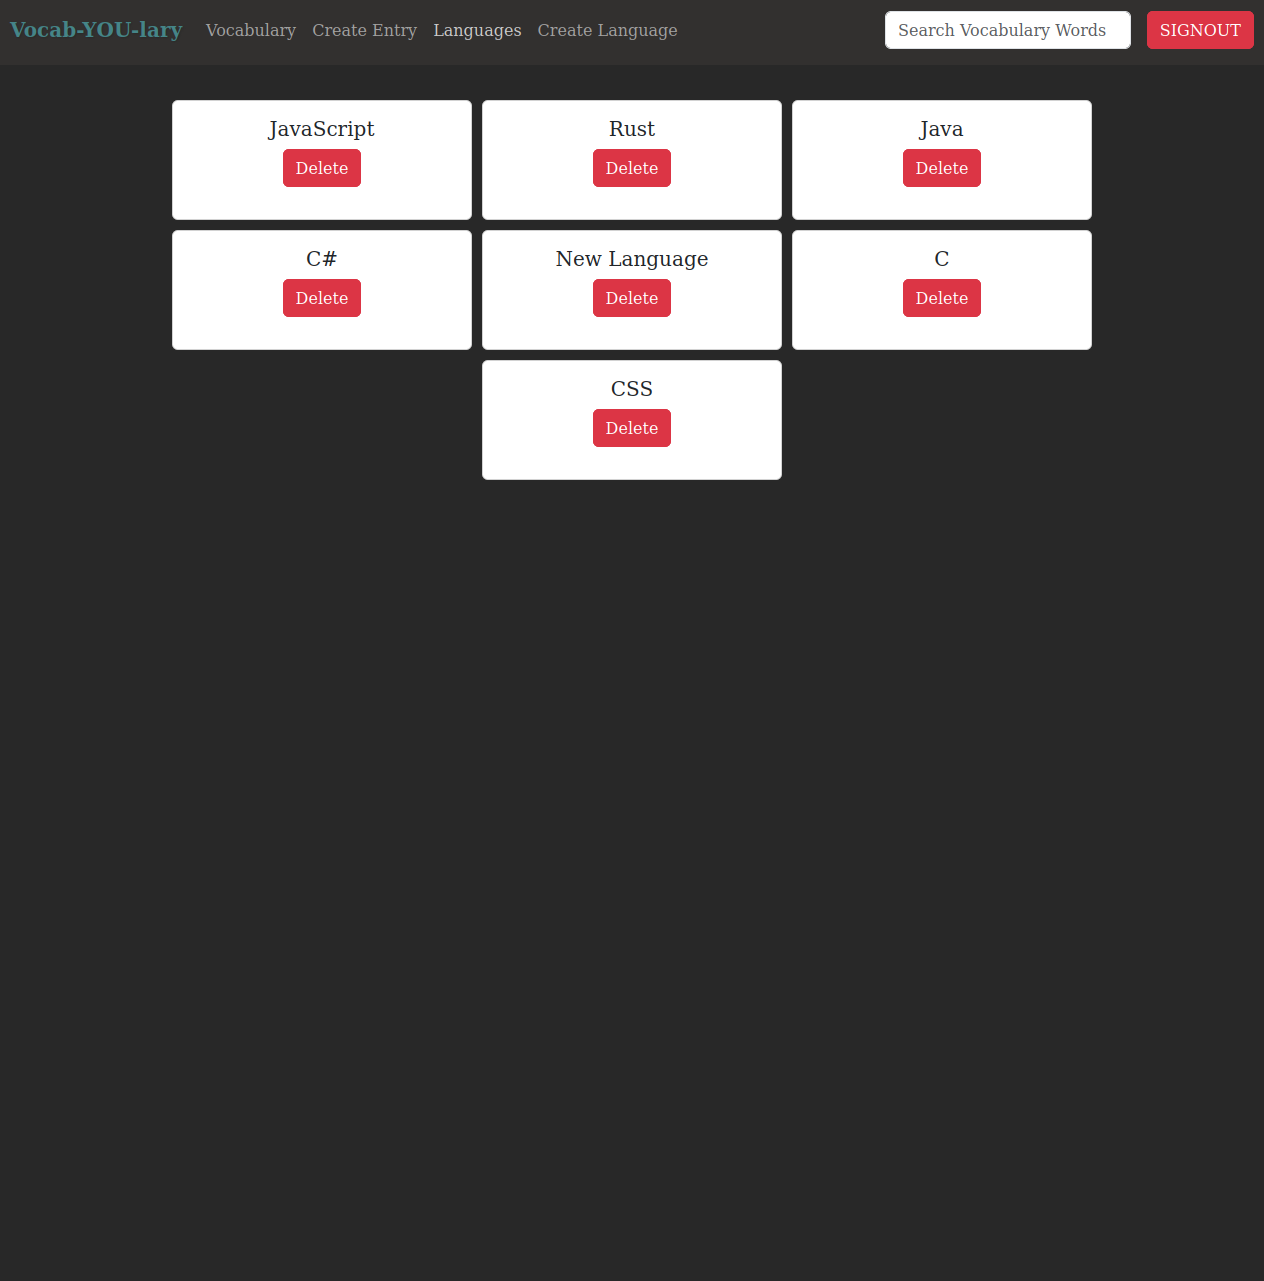 Vocab-YOU-lary Vocabulary Create Entry Languages Create Language Search Vocabulary Words SIGNOUT
JavaScript Rust Java
Delete Delete Delete
C# New Language C
Delete Delete Delete
CSS
Delete